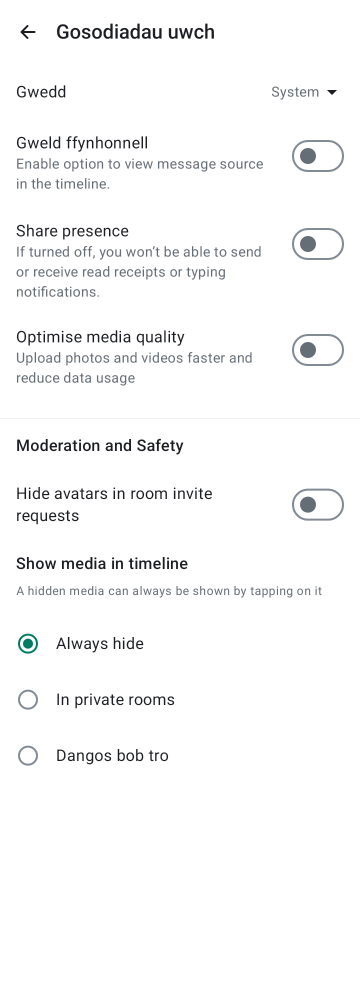 Gosodiadau uwch
Gwedd
System
Gweld ffynhonnell
Enable option to view message source
in the timeline.
Share presence
If turned off, you won't be able to send
or receive read receipts or typing
notifications.
Optimise media quality
Upload photos and videos faster and
reduce data usage
Moderation and Safety
Hide avatars in room invite
requests
Show media in timeline
A hidden media can always be shown by tapping on it
Always hide
In private rooms
Dangos bob tro